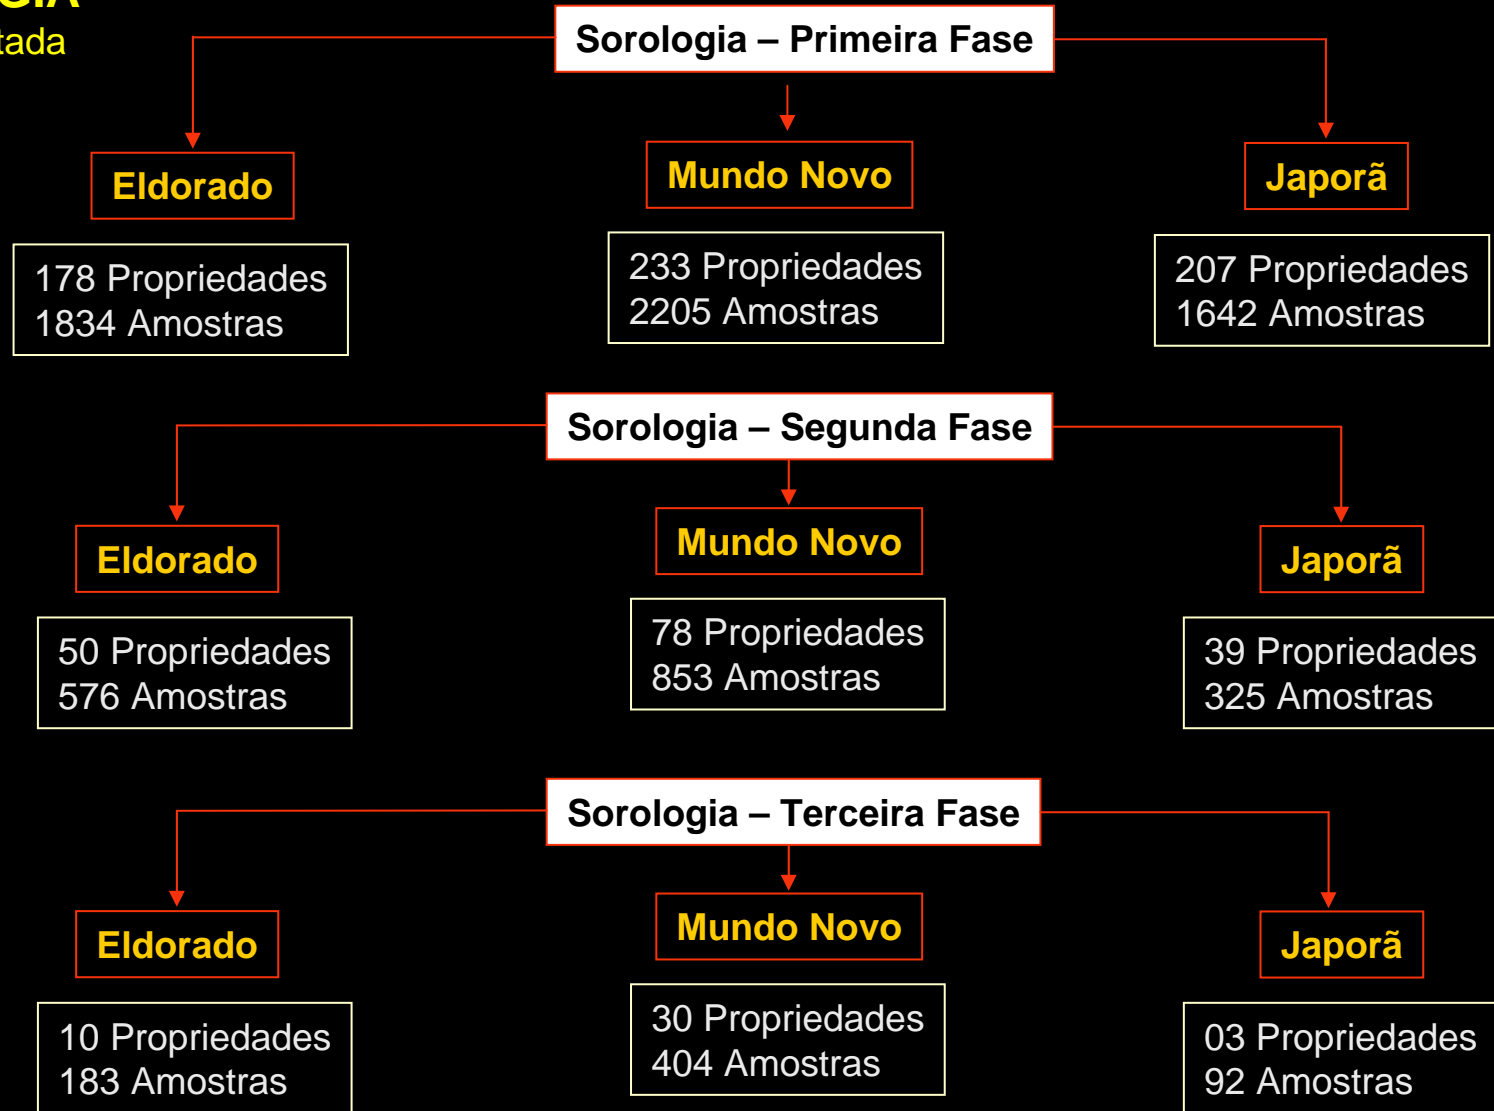 Sorologia – Primeira Fase
Eldorado
178 Propriedades
1834 Amostras
Mundo Novo
233 Propriedades
2205 Amostras
Japorã
207 Propriedades
1642 Amostras
Sorologia – Segunda Fase
Eldorado
50 Propriedades
576 Amostras
Mundo Novo
78 Propriedades
853 Amostras
Japorã
39 Propriedades
325 Amostras
Sorologia – Terceira Fase
Eldorado
10 Propriedades
183 Amostras
Mundo Novo
30 Propriedades
404 Amostras
Japorã
03 Propriedades
92 Amostras